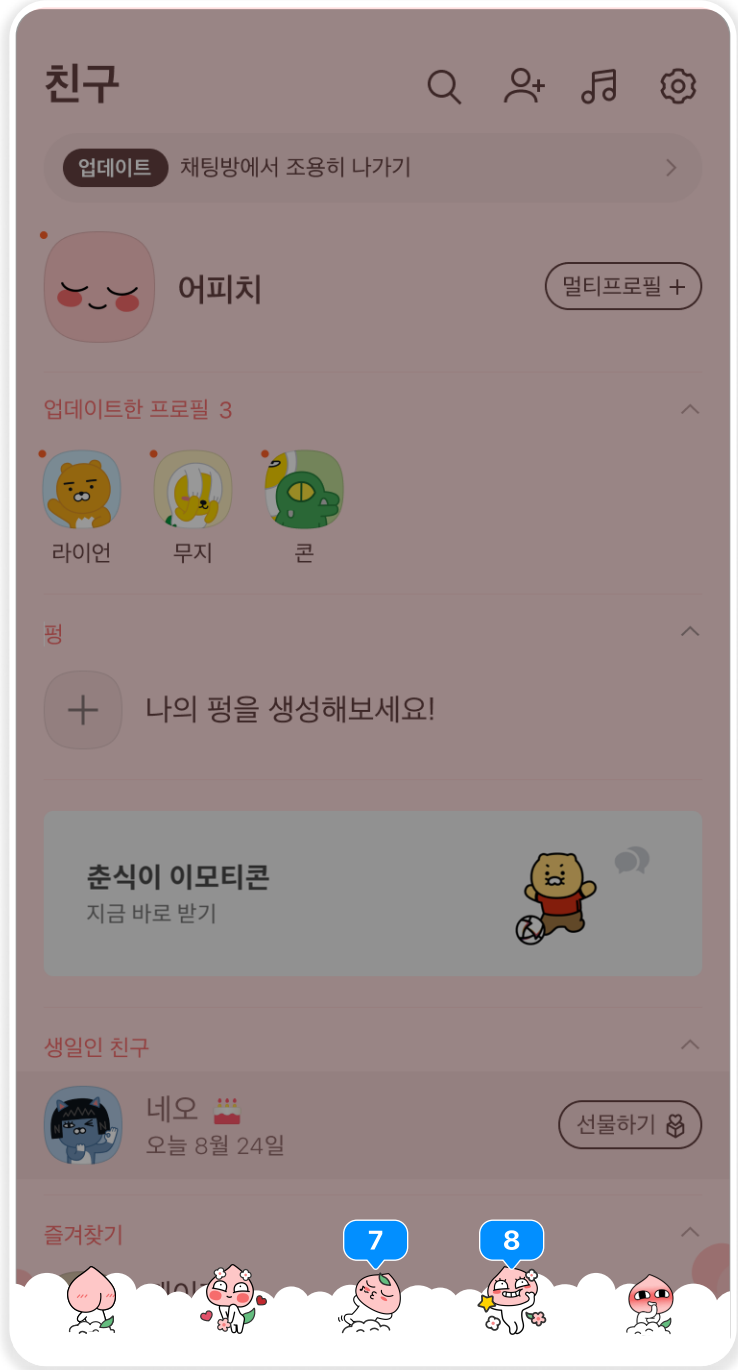 친구
업데이트 채팅방에서 조용히 나가기
어피치
멀티프로필 +
업데이트한 프로필 3
라이언 무지 콘
펑
나의 펑을 생성해보세요!
춘식이 이모티콘
지금 바로 받기
생일인 친구
네오
오늘 8월 24일
선물하기
즐겨찾기
7 8